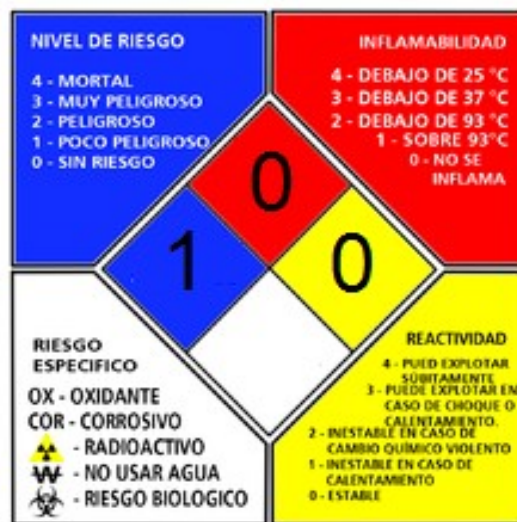 NIVEL DE RIESGO
4 - MORTAL
3 - MUY PELIGROSO
2 - PELIGROSO
1 - POCO PELIGROSO
0 - SIN RIESGO
INFLAMABILIDAD
4 - DEBAJO DE 25 °C
3 - DEBAJO DE 37 °C
2 - DEBAJO DE 93 °C
1 - SOBRE 93°C
0 - NO SE
INFLAMA
0
1
0
RIESGO
ESPECIFICO
OX - OXIDANTE
COR - CORROSIVO
- RADIOACTIVO
W - NO USAR AGUA
- RIESGO BIOLOGICO
REACTIVIDAD
4 - PUED EXPLOTAR
SÚBITAMENTE
3 - PUEDE EXPLOTAR EN
CASO DE CHOQUE O
CALENTAMIENTO.
2 - INESTABLE EN CASO DE
CAMBIO QUÍMICO VIOLENTO
1 - INESTABLE EN CASO DE
CALENTAMIENTO
0 - ESTABLE